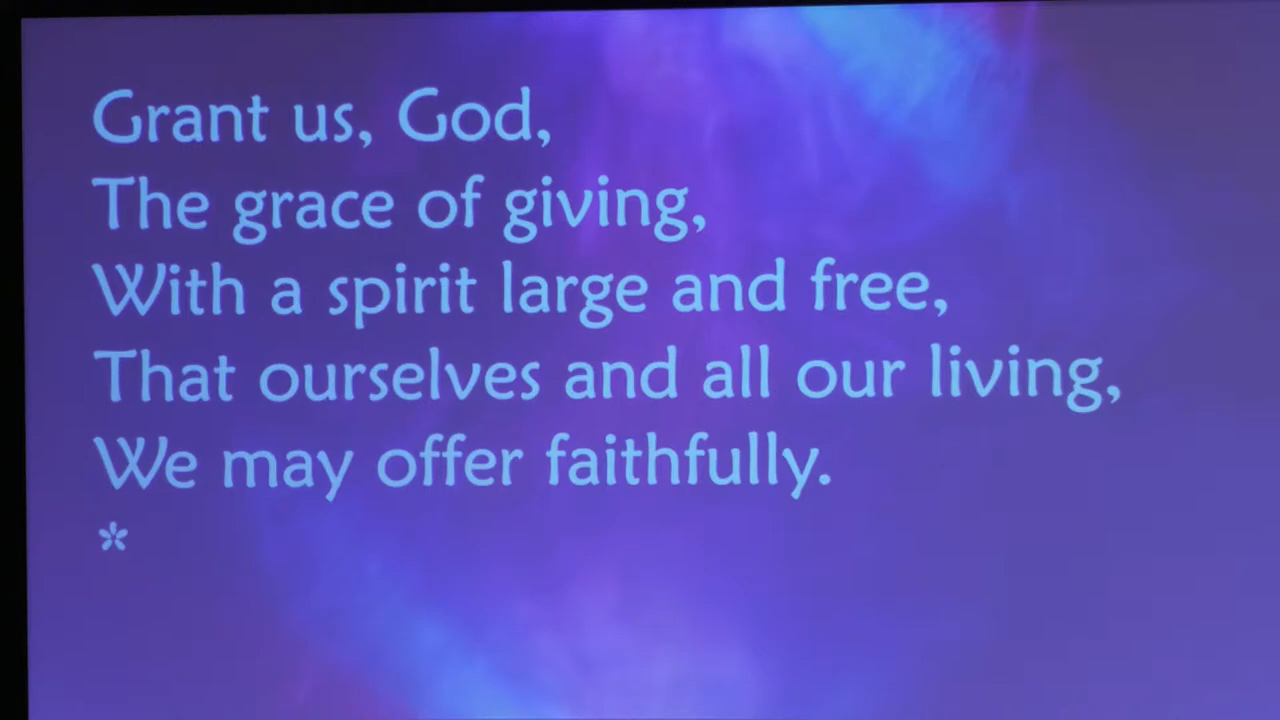 Grant us, God,
The grace of giving,
With a spirit large and free,
That ourselves and all our living,
We may offer faithfully.
*